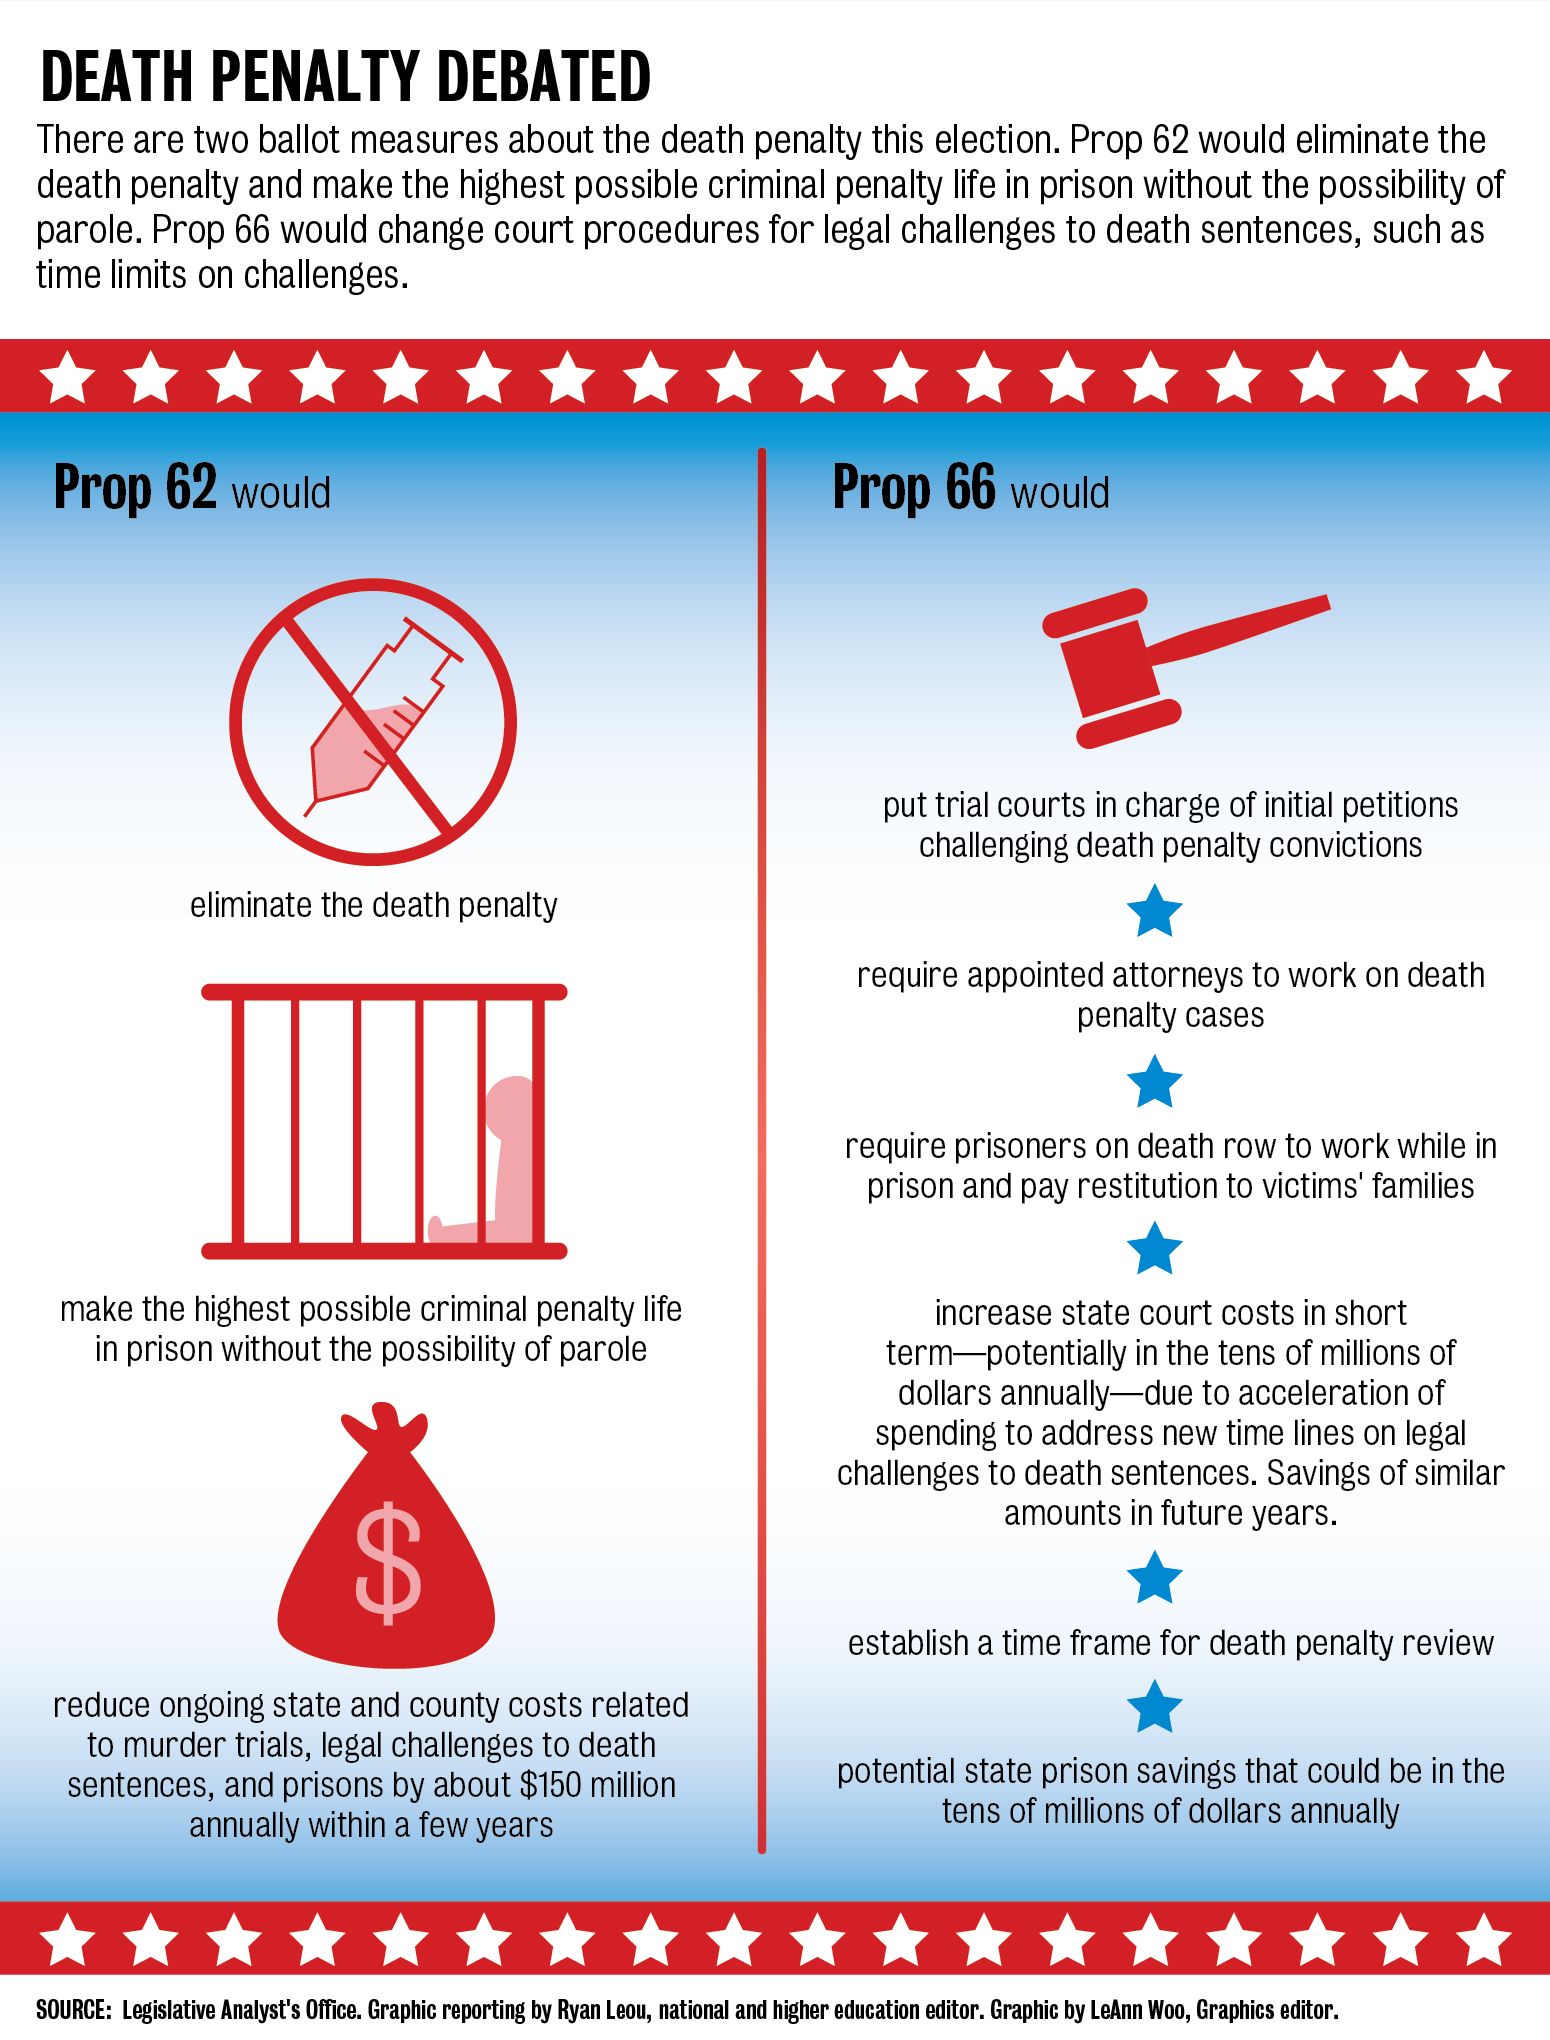 DEATH PENALTY DEBATED
There are two ballot measures about the death penalty this election. Prop 62 would eliminate the
death penalty and make the highest possible criminal penalty life in prison without the possibility of
parole. Prop 66 would change court procedures for legal challenges to death sentences, such as
time limits on challenges.
Prop 62 would
eliminate the death penalty
make the highest possible criminal penalty life
in prison without the possibility of parole
$
reduce ongoing state and county costs related
to murder trials, legal challenges to death
sentences, and prisons by about $150 million
annually within a few years
Prop 66 would
put trial courts in charge of initial petitions
challenging death penalty convictions
require appointed attorneys to work on death
penalty cases
require prisoners on death row to work while in
prison and pay restitution to victims' families
increase state court costs in short
term—potentially in the tens of millions of
dollars annually—due to acceleration of
spending to address new time lines on legal
challenges to death sentences. Savings of similar
amounts in future years.
establish a time frame for death penalty review
potential state prison savings that could be in the
tens of millions of dollars annually
SOURCE: Legislative Analyst's Office. Graphic reporting by Ryan Leou, national and higher education editor. Graphic by LeAnn Woo, Graphics editor.